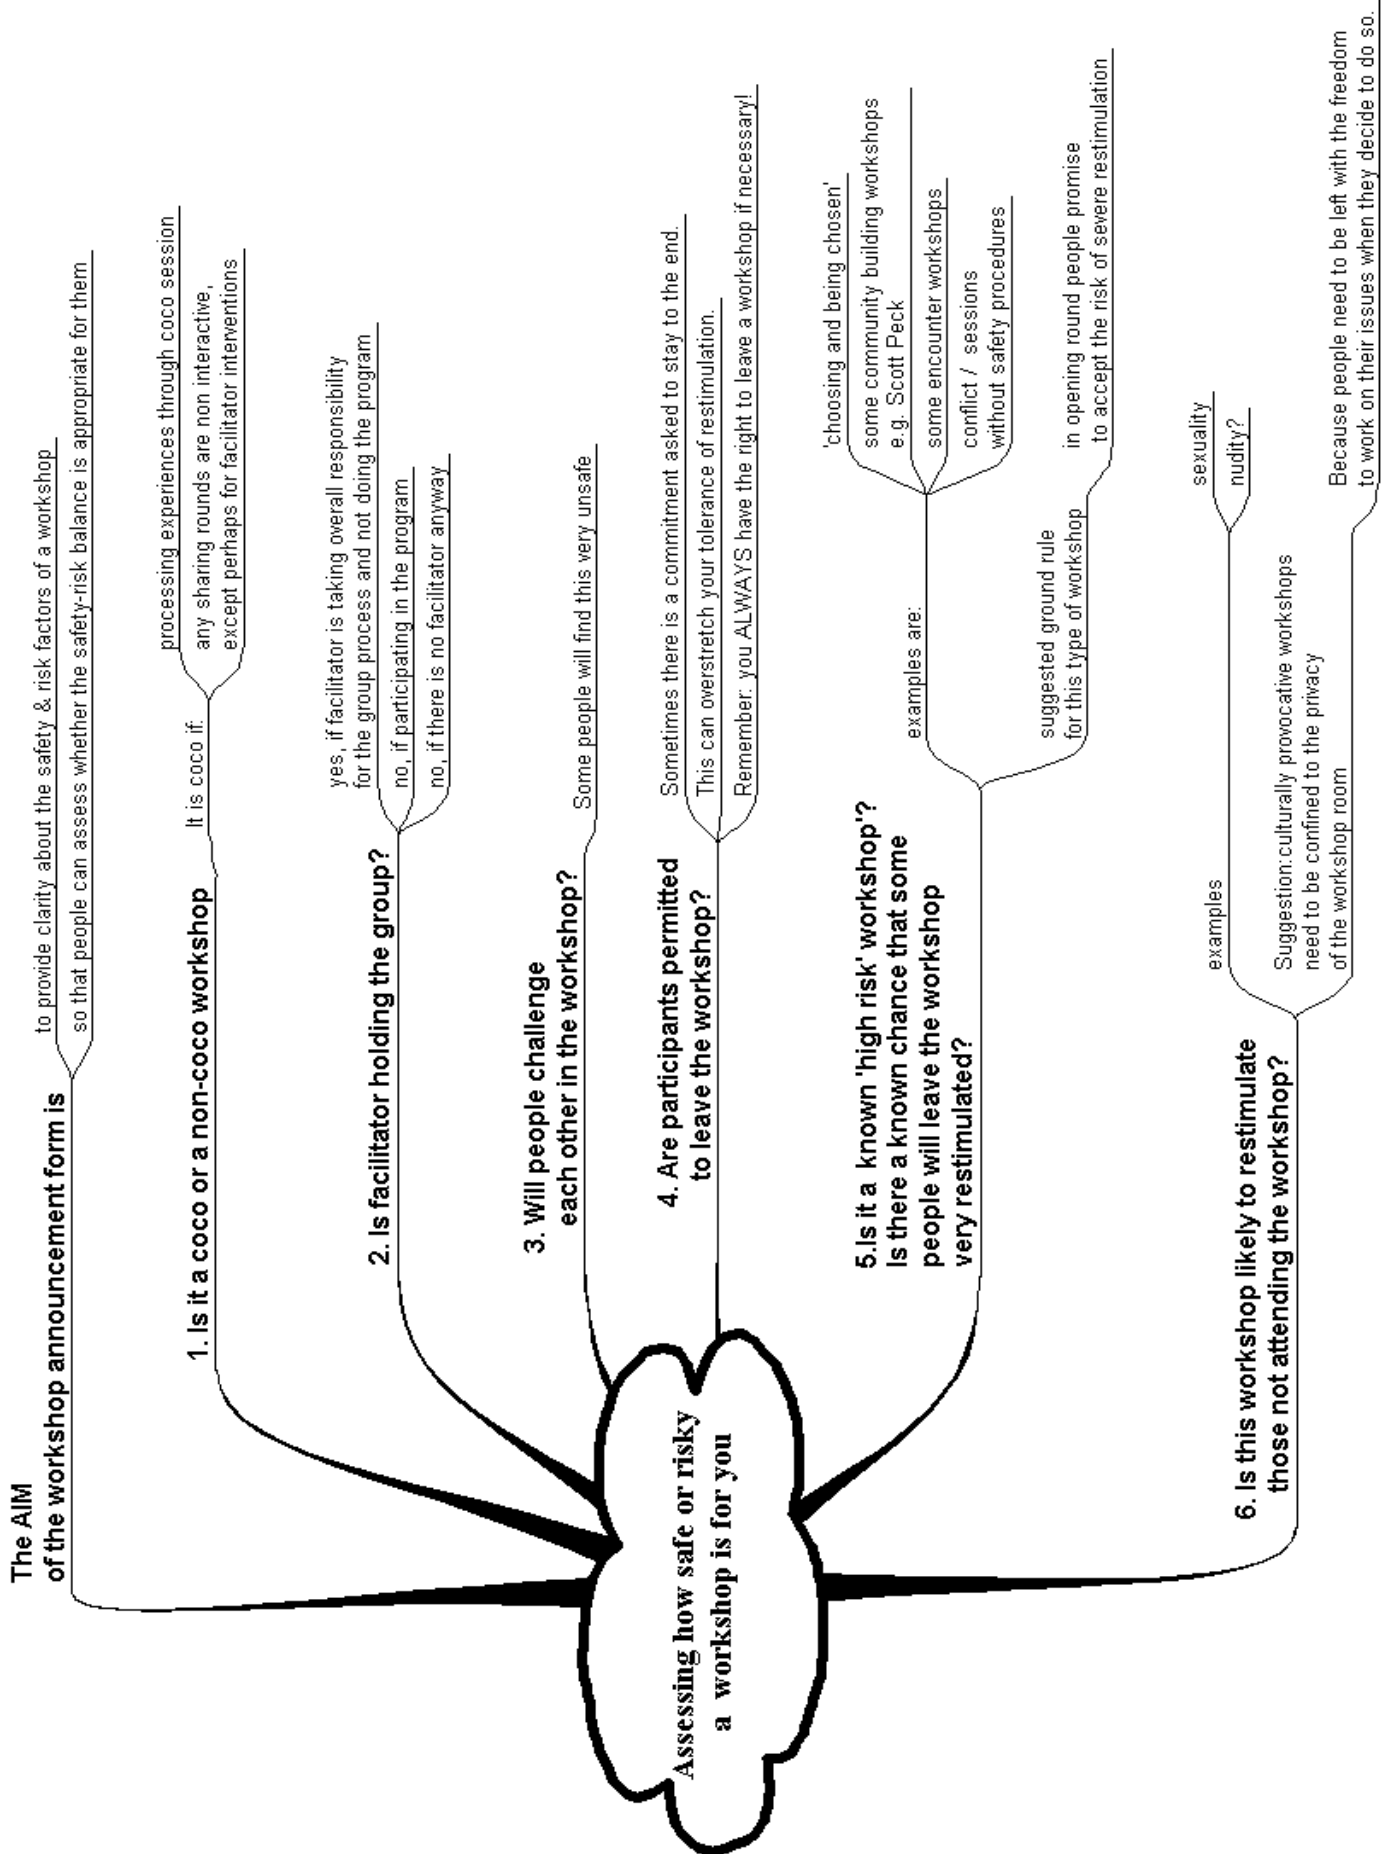 The AIM
of the workshop announcement form is
to provide clarity about the safety & risk factors of a workshop
so that people can assess whether the safety-risk balance is appropriate for them
1. Is it a coco or a non-coco workshop
It is coco if:
processing experiences through coco session
any sharing rounds are non interactive,
except perhaps for facilitator interventions
2. Is facilitator holding the group?
yes, if facilitator is taking overall responsibility
for the group process and not doing the program
no, if participating in the program
no, if there is no facilitator anyway
3. Will people challenge
each other in the workshop?
Some people will find this very unsafe
Assessing how safe or risky
a workshop is for you
4. Are participants permitted
to leave the workshop?
Sometimes there is a commitment asked to stay to the end.
This can overstretch your tolerance of restimulation.
Remember: you ALWAYS have the right to leave a workshop if necessary!
5.Is it a known 'high risk' workshop'?
Is there a known chance that some
people will leave the workshop
very restimulated?
examples are:
'choosing and being chosen'
some community building workshops
e.g. Scott Peck
some encounter workshops
conflict / sessions
without safety procedures
suggested ground rule
for this type of workshop
in opening round people promise
to accept the risk of severe restimulation
6. Is this workshop likely to restimulate
those not attending the workshop?
examples
sexuality
nudity?
Suggestion:culturally provocative workshops
need to be confined to the privacy
of the workshop room
Because people need to be left with the freedom
to work on their issues when they decide to do so.